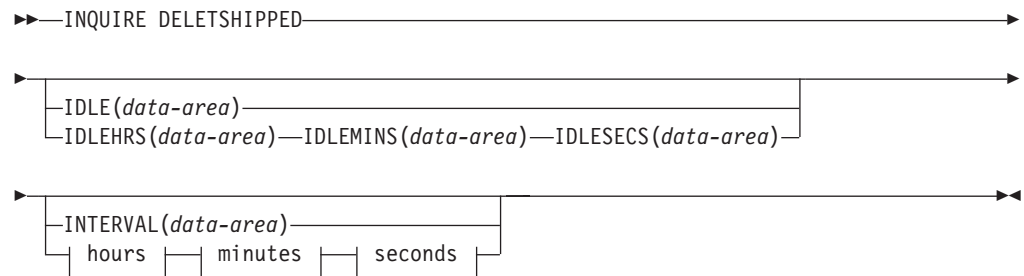 INQUIRE DELETSHIPPED
IDLE(data-area)
IDLEHRS(data-area) IDLEMINS(data-area) IDLESECS(data-area)
INTERVAL(data-area)
hours minutes seconds